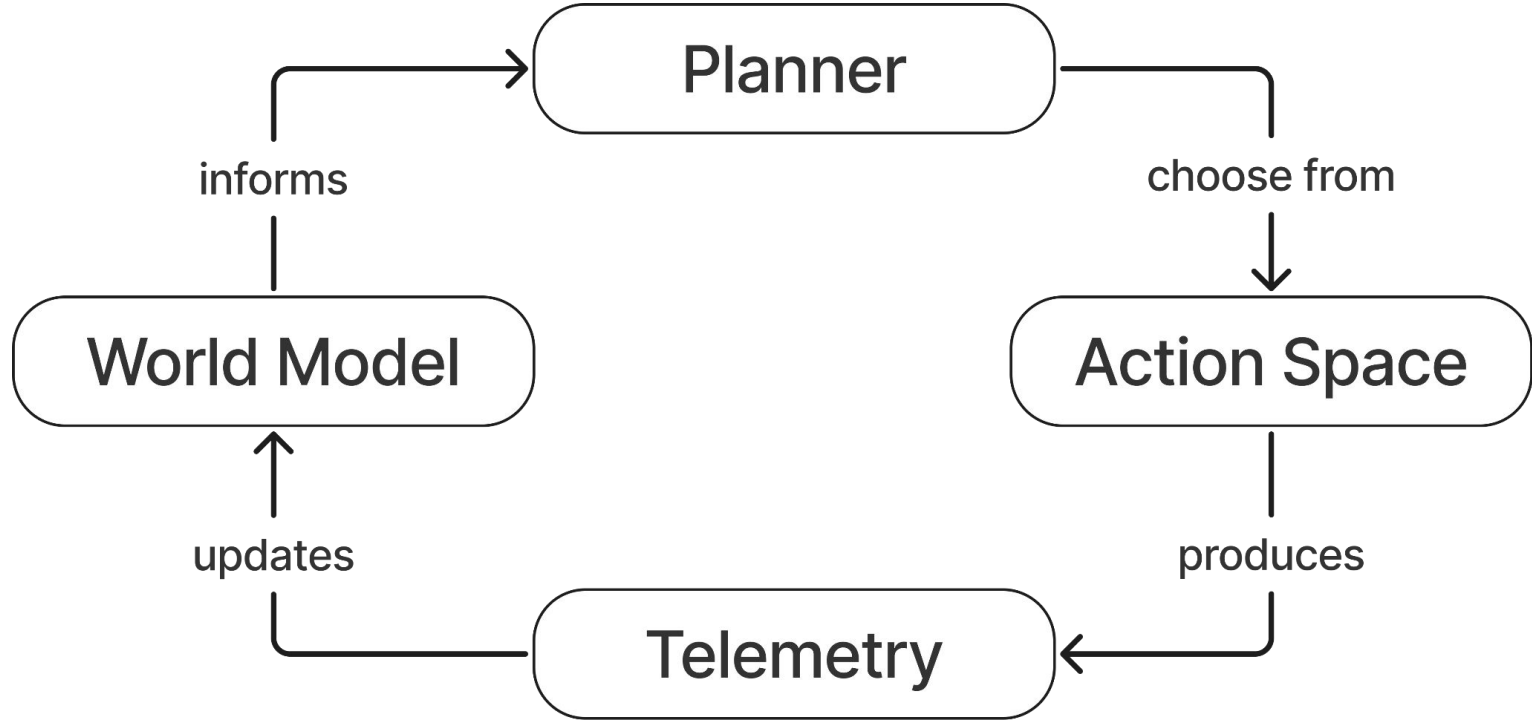 Planner
informs
choose from
World Model
Action Space
updates
produces
Telemetry